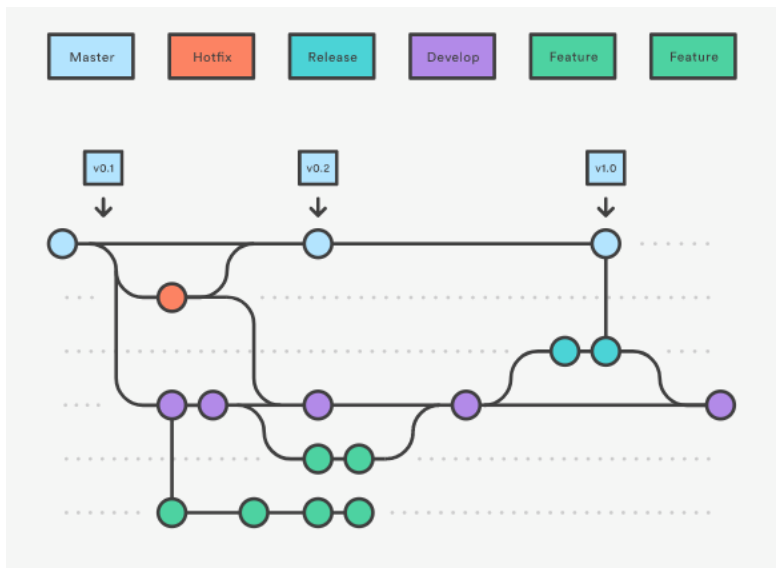 Master
Hotfix
Release
Develop
Feature
Feature
v0.1
v0.2
v1.0